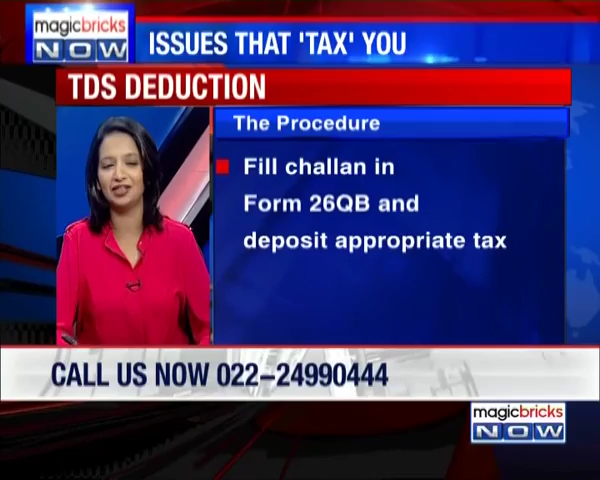 magicbricks
NOW
ISSUES THAT 'TAX' YOU
TDS DEDUCTION
The Procedure
Fill challan in
Form 26QB and
deposit appropriate tax
CALL US NOW 022–24990444
magicbricks
NOW